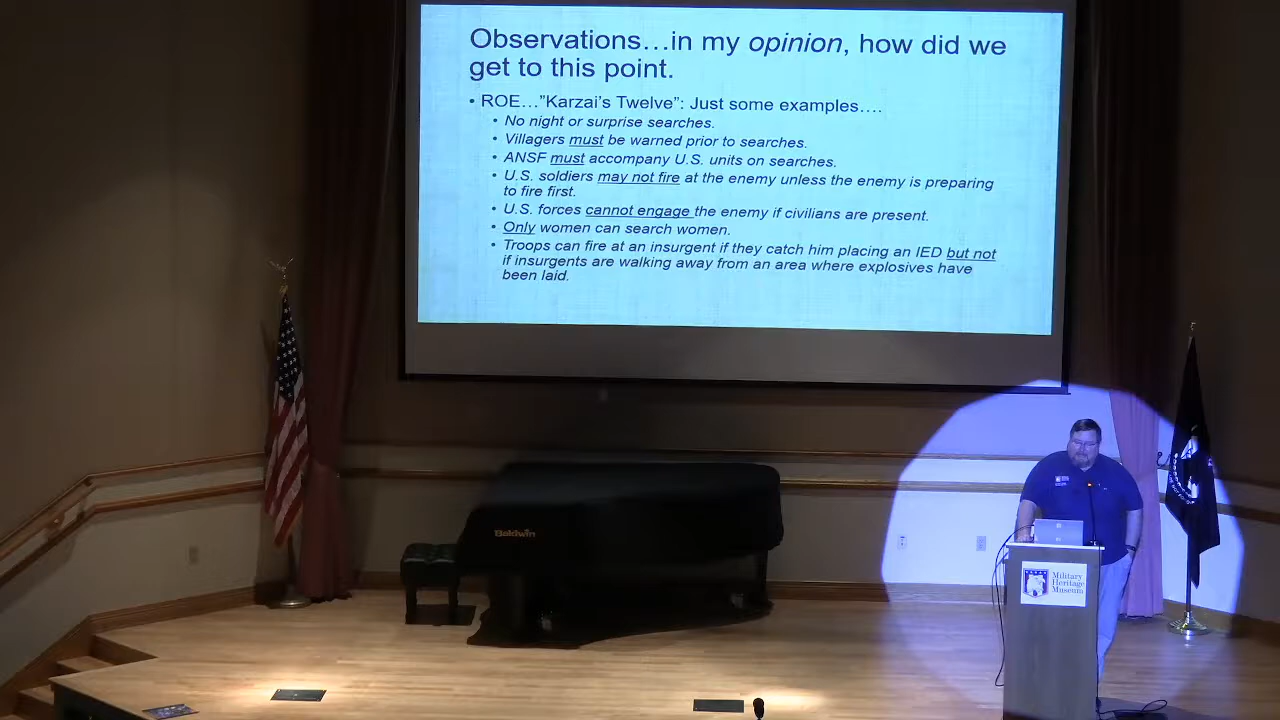 Observations...in my opinion, how did we
get to this point.
• ROE..."Karzai's Twelve": Just some examples....
• No night or surprise searches.
• Villagers must be warned prior to searches.
• ANSF must accompany U.S. units on searches.
• U.S. soldiers may not fire at the enemy unless the enemy is preparing
to fire first.
• U.S. forces cannot engage the enemy if civilians are present.
• Only women can search women.
• Troops can fire at an insurgent if they catch him placing an IED but not
if insurgents are walking away from an area where explosives have
been laid.
Baldwin
Military
Heritage
Museum